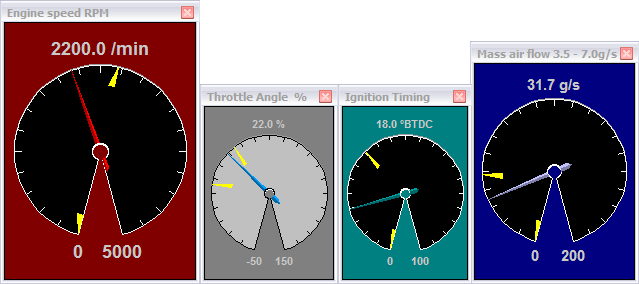 Engine speed RPM
2200.0 /min
0 5000
Throttle Angle %
22.0 %
-50 150
Ignition Timing
18.0 °BTDC
0 100
Mass air flow 3.5 - 7.0g/s
31.7 g/s
0 200